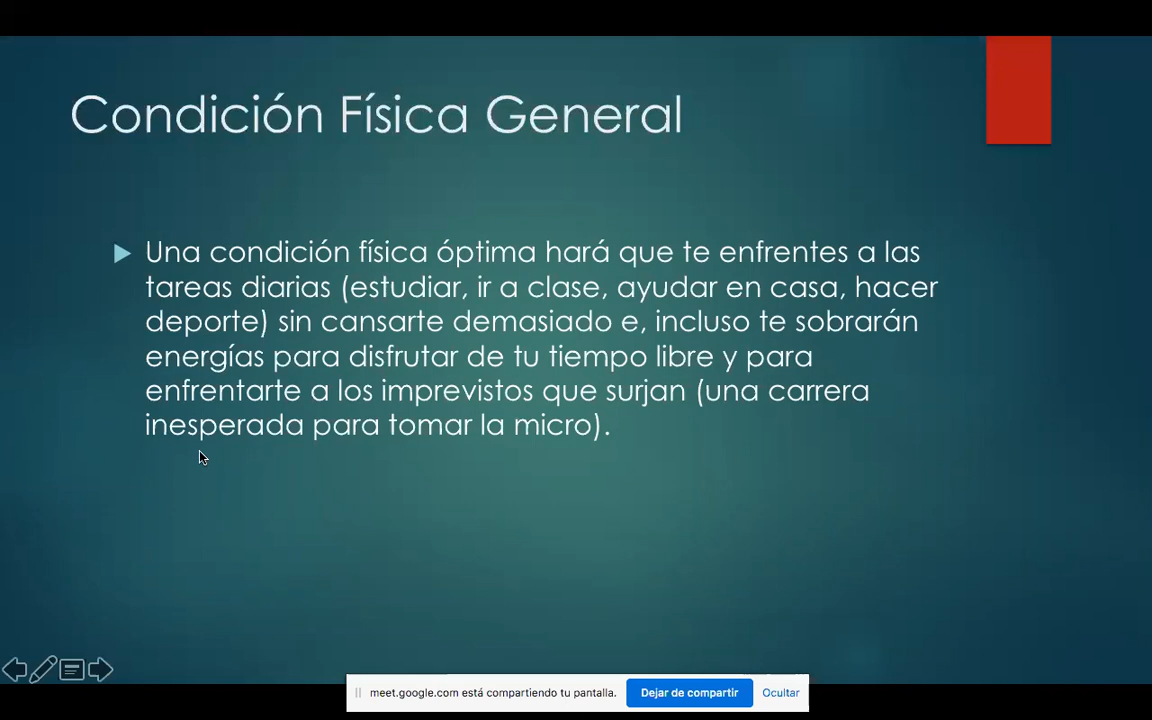 Condición Física General
Una condición física óptima hará que te enfrentes a las
tareas diarias (estudiar, ir a clase, ayudar en casa, hacer
deporte) sin cansarte demasiado e, incluso te sobrarán
energías para disfrutar de tu tiempo libre y para
enfrentarte a los imprevistos que surjan (una carrera
inesperada para tomar la micro).
meet.google.com está compartiendo tu pantalla. Dejar de compartir Ocultar